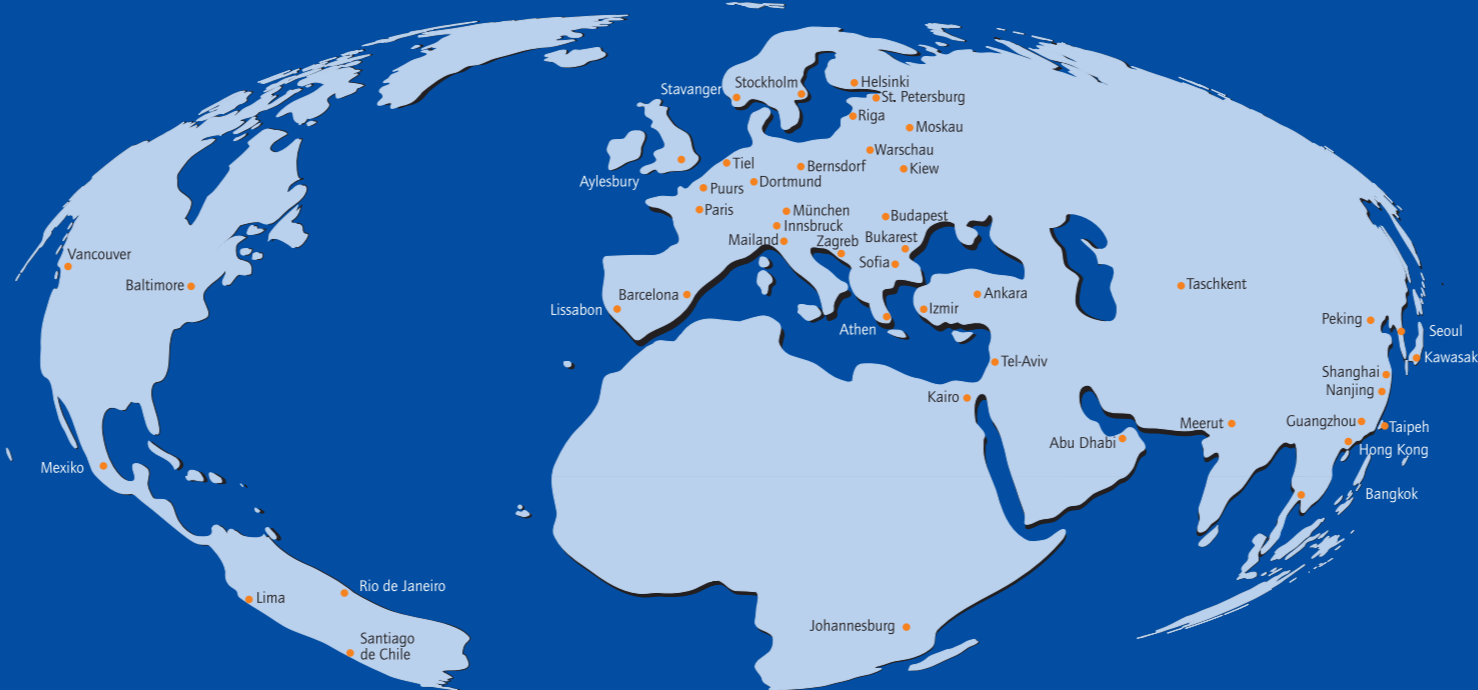 Stavanger
Stockholm
Helsinki
St. Petersburg
Riga
Moskau
Warschau
Kiew
Tiel
Bernsdorf
Dortmund
Aylesbury
Puurs
Paris
München
Innsbruck
Mailand
Zagreb
Budapest
Bukarest
Sofia
Vancouver
Baltimore
Barcelona
Lissabon
Athen
Izmir
Ankara
Taschkent
Peking
Seoul
Kawasak
Tel-Aviv
Shanghai
Nanjing
Kairo
Abu Dhabi
Meerut
Guangzhou
Taipeh
Hong Kong
Mexiko
Bangkok
Rio de Janeiro
Lima
Santiago
de Chile
Johannesburg